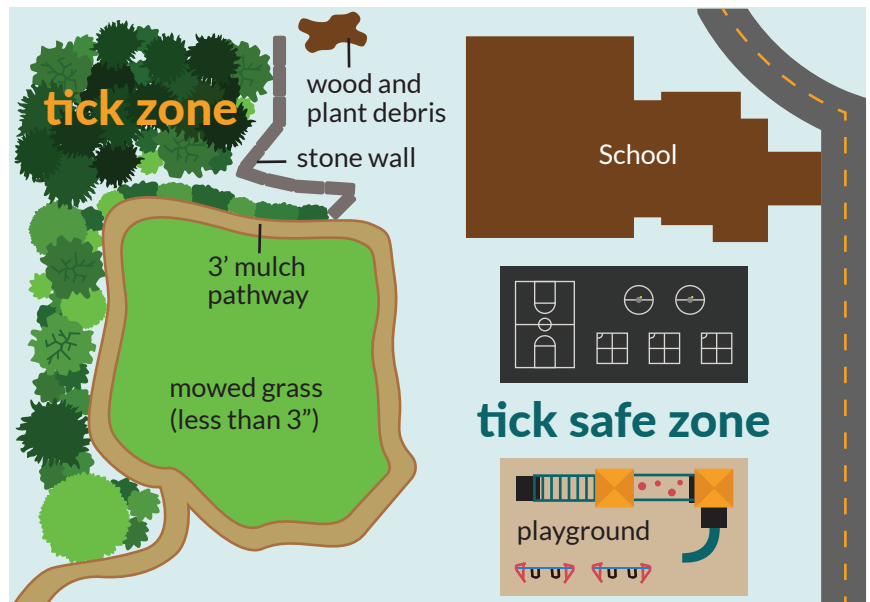 tick zone
wood and
plant debris
stone wall
School
3’ mulch
pathway
mowed grass
(less than 3”)
tick safe zone
playground